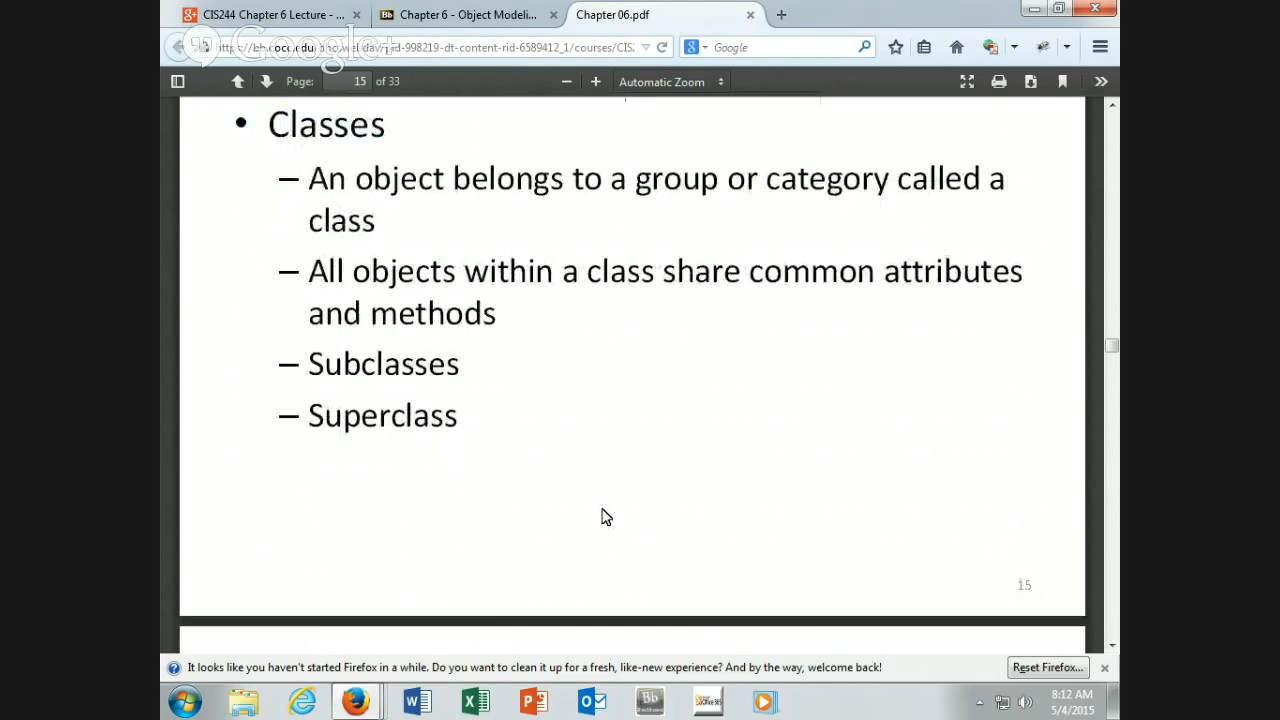 CIS244 Chapter 6 Lecture - ...
Chapter 6 - Object Modeli...
Chapter 06.pdf
Google+
Google
Page: 15 of 33
Automatic Zoom
• Classes
– An object belongs to a group or category called a
class
– All objects within a class share common attributes
and methods
– Subclasses
– Superclass
15
It looks like you haven't started Firefox in a while. Do you want to clean it up for a fresh, like-new experience? And by the way, welcome back!
Reset Firefox...
8:12 AM
5/4/2015